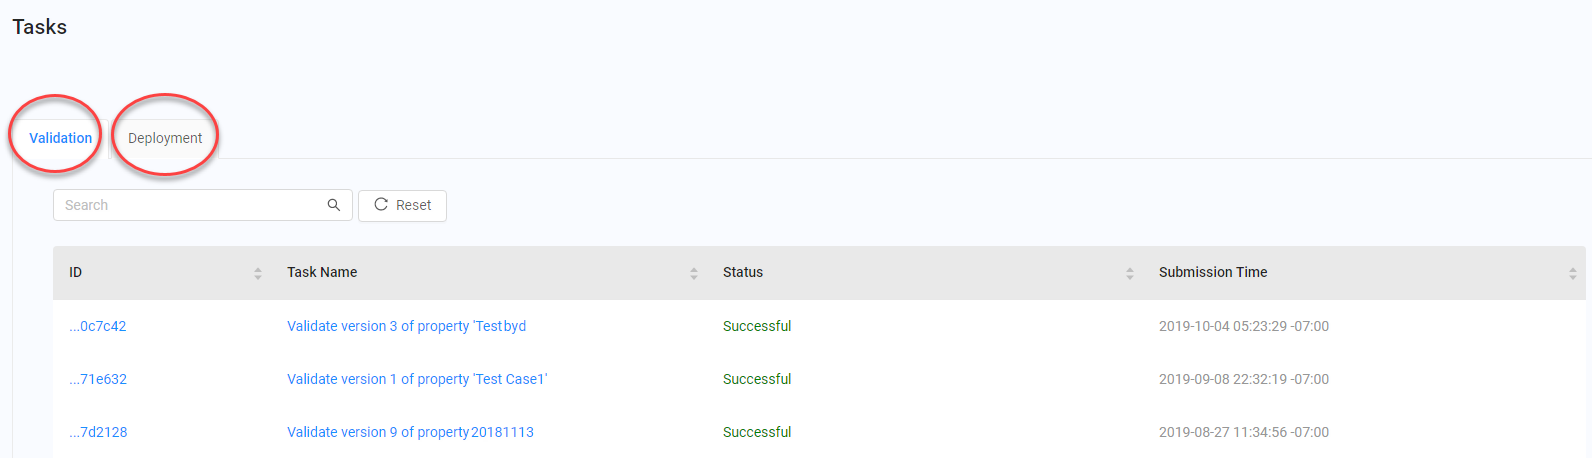 Tasks
Validation Deployment
Search Reset
ID Task Name Status Submission Time
...0c7c42 Validate version 3 of property 'Testbyd Successful 2019-10-04 05:23:29 -07:00
...71e632 Validate version 1 of property 'Test Case1' Successful 2019-09-08 22:32:19 -07:00
...7d2128 Validate version 9 of property 20181113 Successful 2019-08-27 11:34:56 -07:00